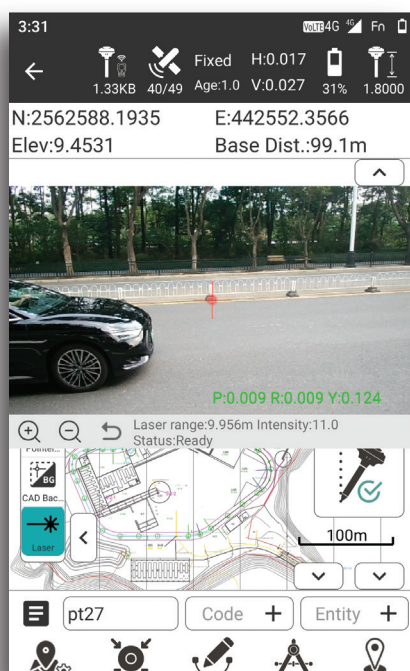 3:31 VoLTE 4G 4G Fn
Fixed H:0.017
1.33KB 40/49 Age:1.0 V:0.027 31% 1.8000
N:2562588.1935 E:442552.3566
Elev:9.4531 Base Dist.:99.1m
P:0.009 R:0.009 Y:0.124
Laser range:9.956m Intensity:11.0
Status:Ready
Pointer...
BG
CAD Bac...
Laser
100m
pt27 Code Entity